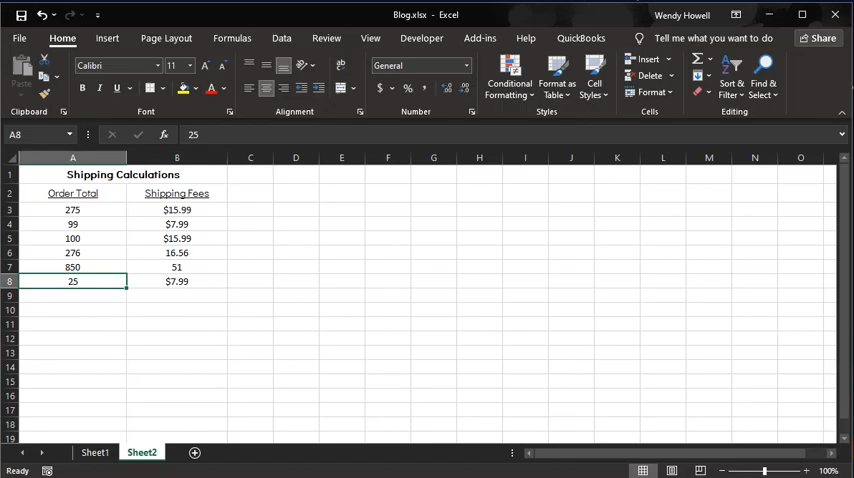 Blog.xlsx - Excel
Wendy Howell
File Home Insert Page Layout Formulas Data Review View Developer Add-ins Help QuickBooks Tell me what you want to do Share
Paste
Calibri 11
B I U A
ab
General
$ % ,
Conditional Formatting
Format as Table
Cell Styles
Insert
Delete
Format
Sort & Filter
Find & Select
Clipboard Font Alignment Number Styles Cells Editing
A8 fx 25
A B C D E F G H I J K L M N O
1 Shipping Calculations
2 Order Total Shipping Fees
3 275 $15.99
4 99 $7.99
5 100 $15.99
6 276 16.56
7 850 51
8 25 $7.99
9
10
11
12
13
14
15
16
17
18
19
Sheet1 Sheet2
Ready 100%